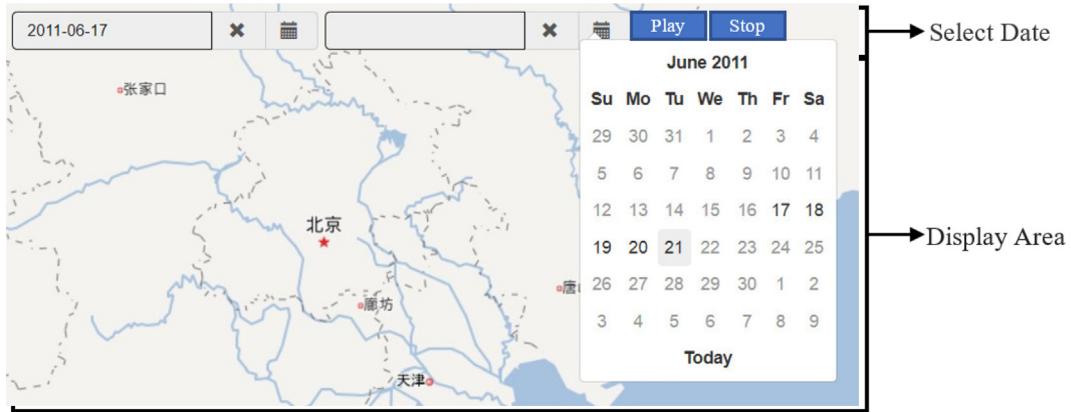 2011-06-17
Play
Stop
Select Date
June 2011
Su Mo Tu We Th Fr Sa
29 30 31 1 2 3 4
5 6 7 8 9 10 11
12 13 14 15 16 17 18
19 20 21 22 23 24 25
26 27 28 29 30 1 2
3 4 5 6 7 8 9
Today
张家口
北京
廊坊
天津
唐
Display Area